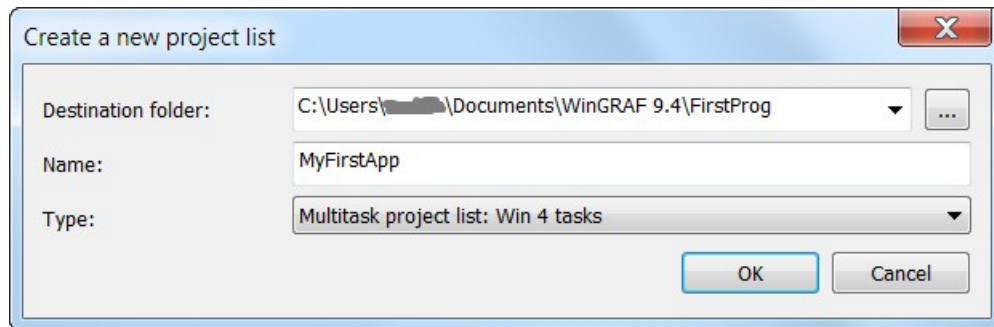 Create a new project list
Destination folder: C:\Users\ \Documents\WinGRAF 9.4\FirstProg ...
Name: MyFirstApp
Type: Multitask project list: Win 4 tasks
OK Cancel